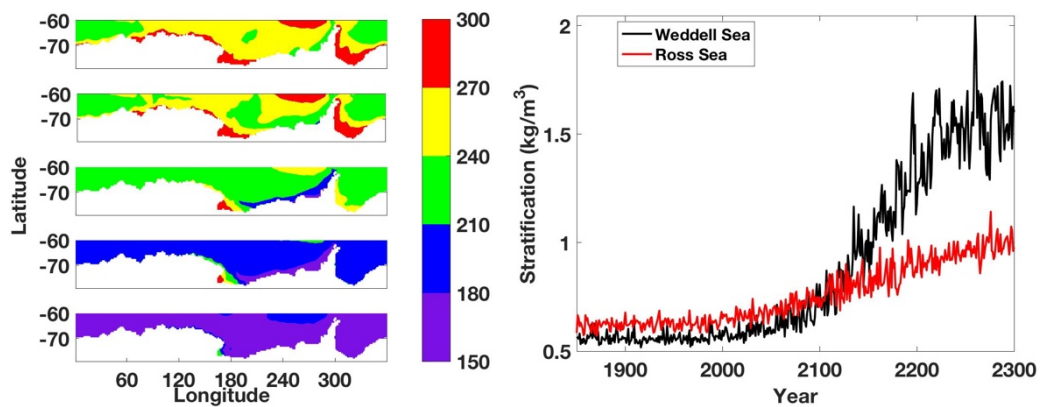 -60
-70
-60
-70
-60
-70
-60
-70
-60
-70
Latitude
60 120 180 240 300
Longitude
300
270
240
210
180
150
2
1.5
1
0.5
Stratification (kg/m³)
Weddell Sea
Ross Sea
1900 2000 2100 2200 2300
Year